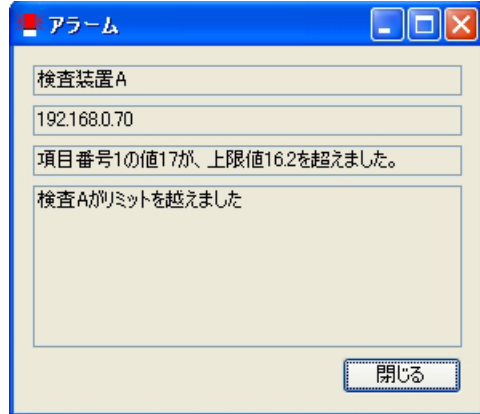 アラーム
検査装置A
192.168.0.70
項目番号1の値17が、上限値16.2を超えました。
検査Aがリミットを越えました
閉じる